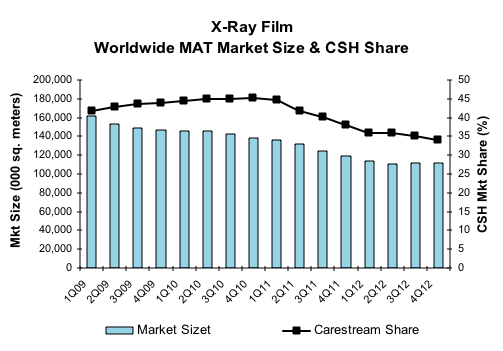 X-Ray Film
Worldwide MAT Market Size & CSH Share
Mkt Size (000 sq. meters)
200,000
180,000
160,000
140,000
120,000
100,000
80,000
60,000
40,000
20,000
0
50
45
40
35
30
25
20
15
10
5
0
CSH Mkt Share (%)
1Q09
2Q09
3Q09
4Q09
1Q10
2Q10
3Q10
4Q10
1Q11
2Q11
3Q11
4Q11
1Q12
2Q12
3Q12
4Q12
Market Sizet
Carestream Share